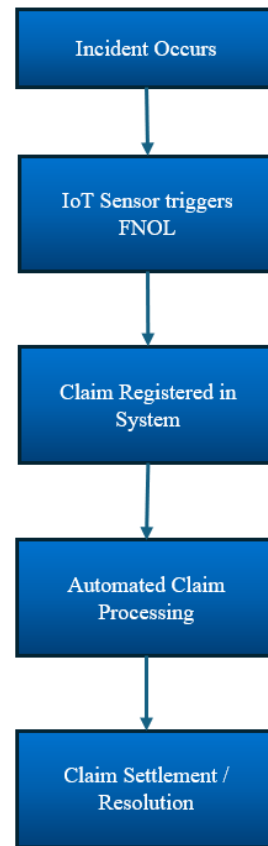 Incident Occurs
IoT Sensor triggers
FNOL
Claim Registered in
System
Automated Claim
Processing
Claim Settlement /
Resolution